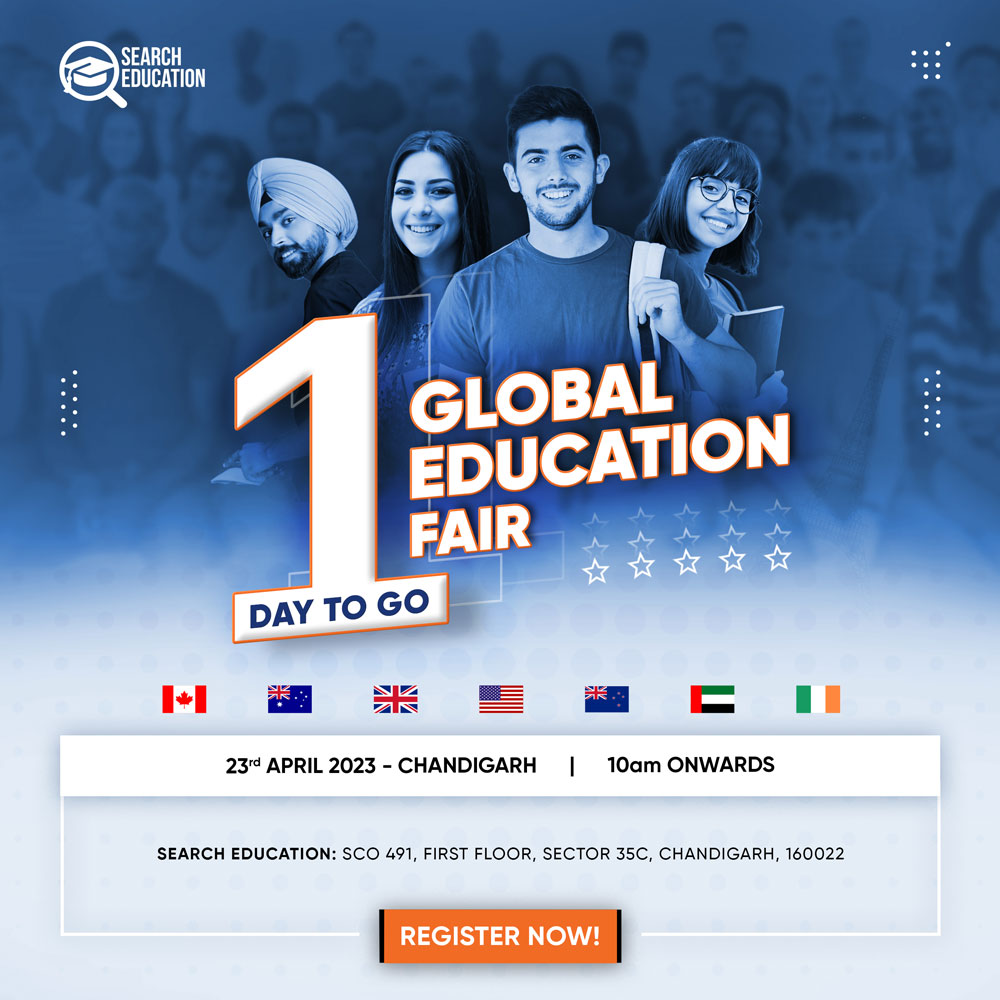 SEARCH
EDUCATION
1
DAY TO GO
GLOBAL
EDUCATION
FAIR
23rd APRIL 2023 - CHANDIGARH | 10am ONWARDS
SEARCH EDUCATION: SCO 491, FIRST FLOOR, SECTOR 35C, CHANDIGARH, 160022
REGISTER NOW!